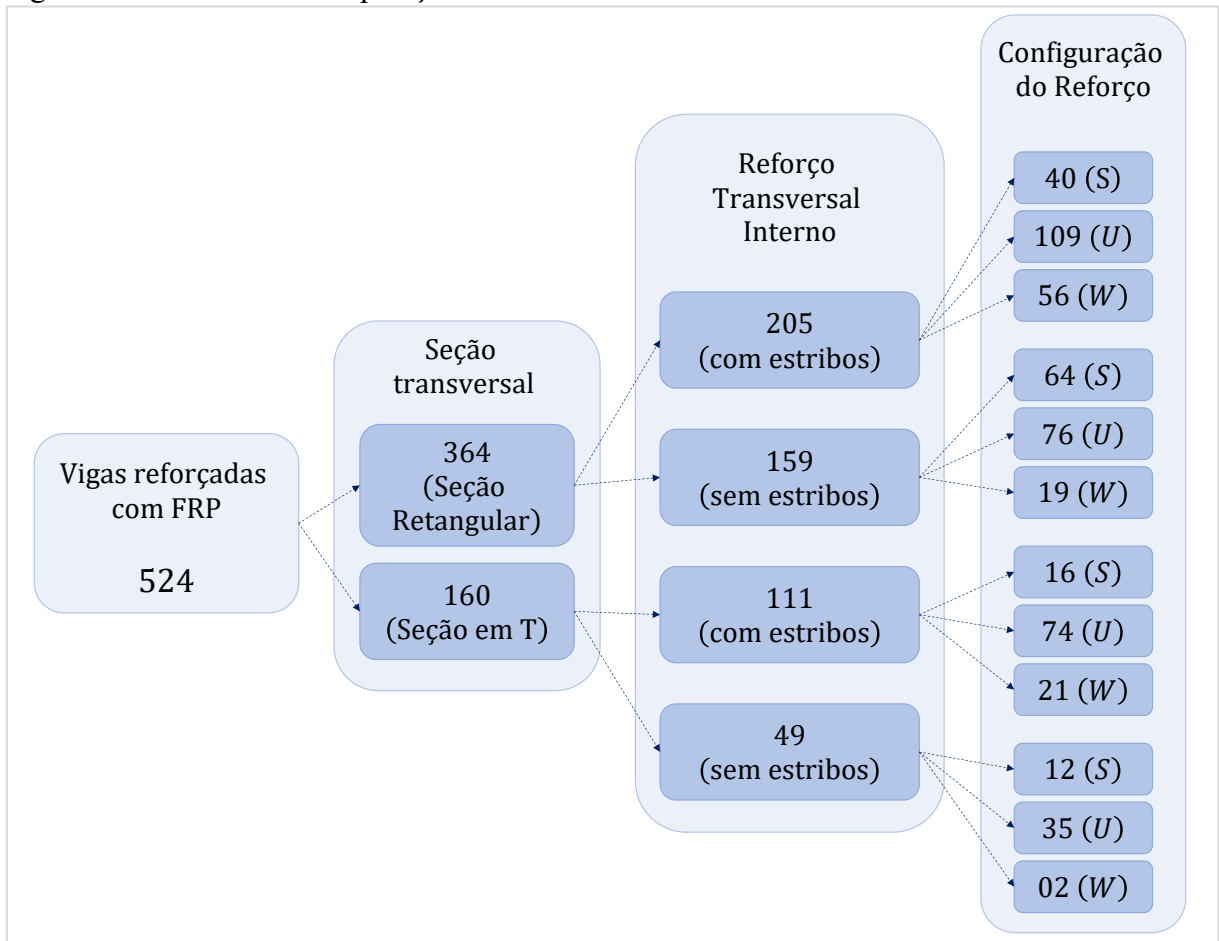 Vigas reforçadas
com FRP
524
Seção
transversal
364
(Seção
Retangular)
160
(Seção em T)
Reforço
Transversal
Interno
205
(com estribos)
159
(sem estribos)
111
(com estribos)
49
(sem estribos)
Configuração
do Reforço
40 (S)
109 (U)
56 (W)
64 (S)
76 (U)
19 (W)
16 (S)
74 (U)
21 (W)
12 (S)
35 (U)
02 (W)